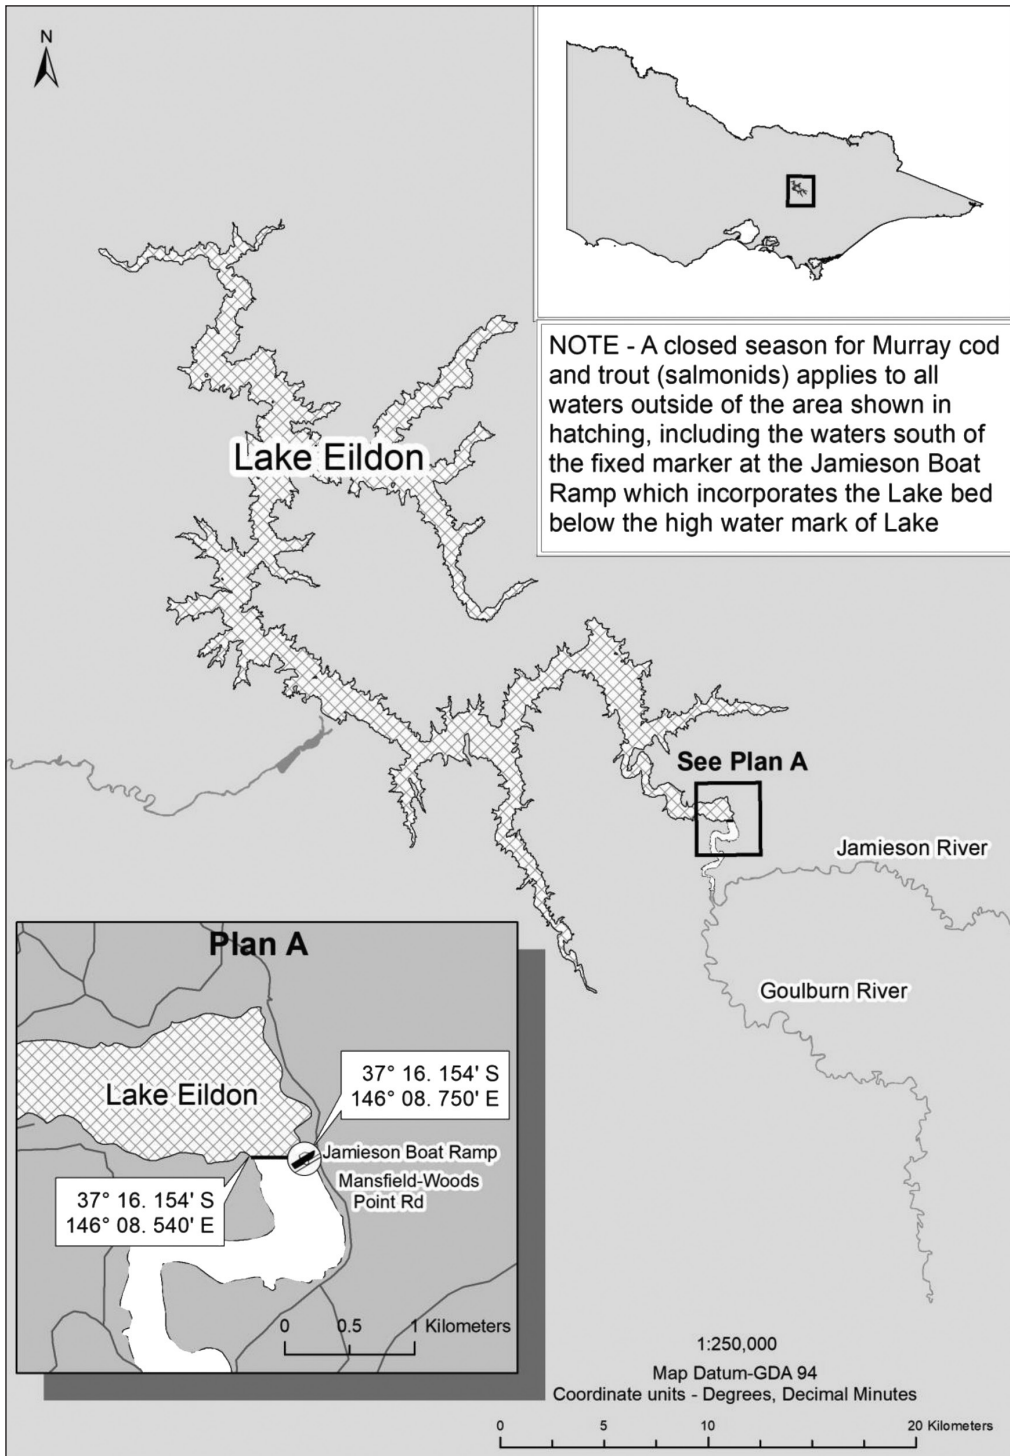 N
NOTE - A closed season for Murray cod
and trout (salmonids) applies to all
waters outside of the area shown in
hatching, including the waters south of
the fixed marker at the Jamieson Boat
Ramp which incorporates the Lake bed
below the high water mark of Lake
Lake Eildon
See Plan A
Jamieson River
Goulburn River
Plan A
Lake Eildon
37° 16. 154' S
146° 08. 750' E
Jamieson Boat Ramp
Mansfield-Woods
Point Rd
37° 16. 154' S
146° 08. 540' E
0 0.5 1 Kilometers
1:250,000
Map Datum-GDA 94
Coordinate units - Degrees, Decimal Minutes
0 5 10 20 Kilometers